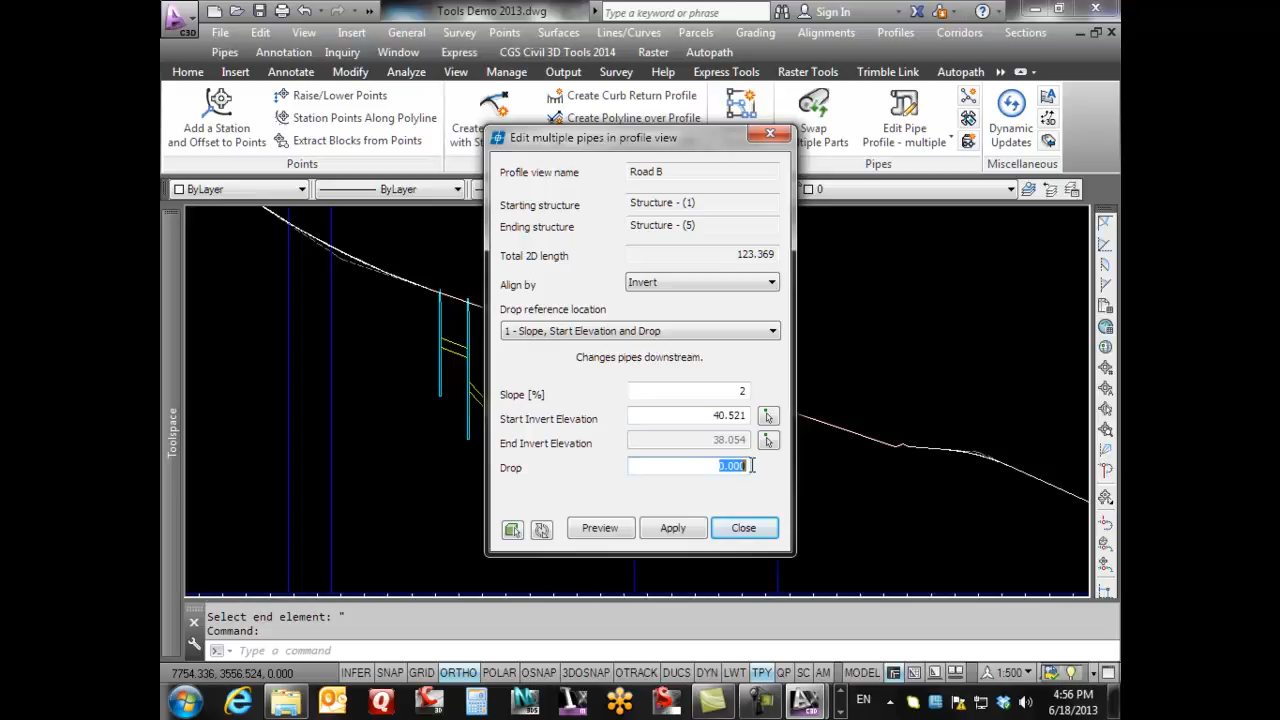 Tools Demo 2013.dwg
Type a keyword or phrase
Sign In
C3D
File Edit View Insert General Survey Points Surfaces Lines/Curves Parcels Grading Alignments Profiles Corridors Sections
Pipes Annotation Inquiry Window Express CGS Civil 3D Tools 2014 Raster Autopath
Home Insert Annotate Modify Analyze View Manage Output Survey Help Express Tools Raster Tools Trimble Link Autopath
Raise/Lower Points
Create Curb Return Profile
Station Points Along Polyline
Create Polyline over Profile
Add a Station
and Offset to Points
Extract Blocks from Points
Swap
Edit Pipe
Profile - multiple
Dynamic
Updates
Points
Pipes
Miscellaneous
ByLayer
ByLayer
0
Toolspace
Edit multiple pipes in profile view
Profile view name Road B
Starting structure Structure - (1)
Ending structure Structure - (5)
Total 2D length 123.369
Align by Invert
Drop reference location
1 - Slope, Start Elevation and Drop
Changes pipes downstream.
Slope [%] 2
Start Invert Elevation 40.521
End Invert Elevation 38.054
Drop 0.000
Preview Apply Close
Select end element: "
Command:
Type a command
7754.336, 3556.524, 0.000 INFER SNAP GRID ORTHO POLAR OSNAP 3DOSNAP OTRACK DUCS DYN LWT TPY QP SC AM MODEL 1:500
EN
4:56 PM
6/18/2013